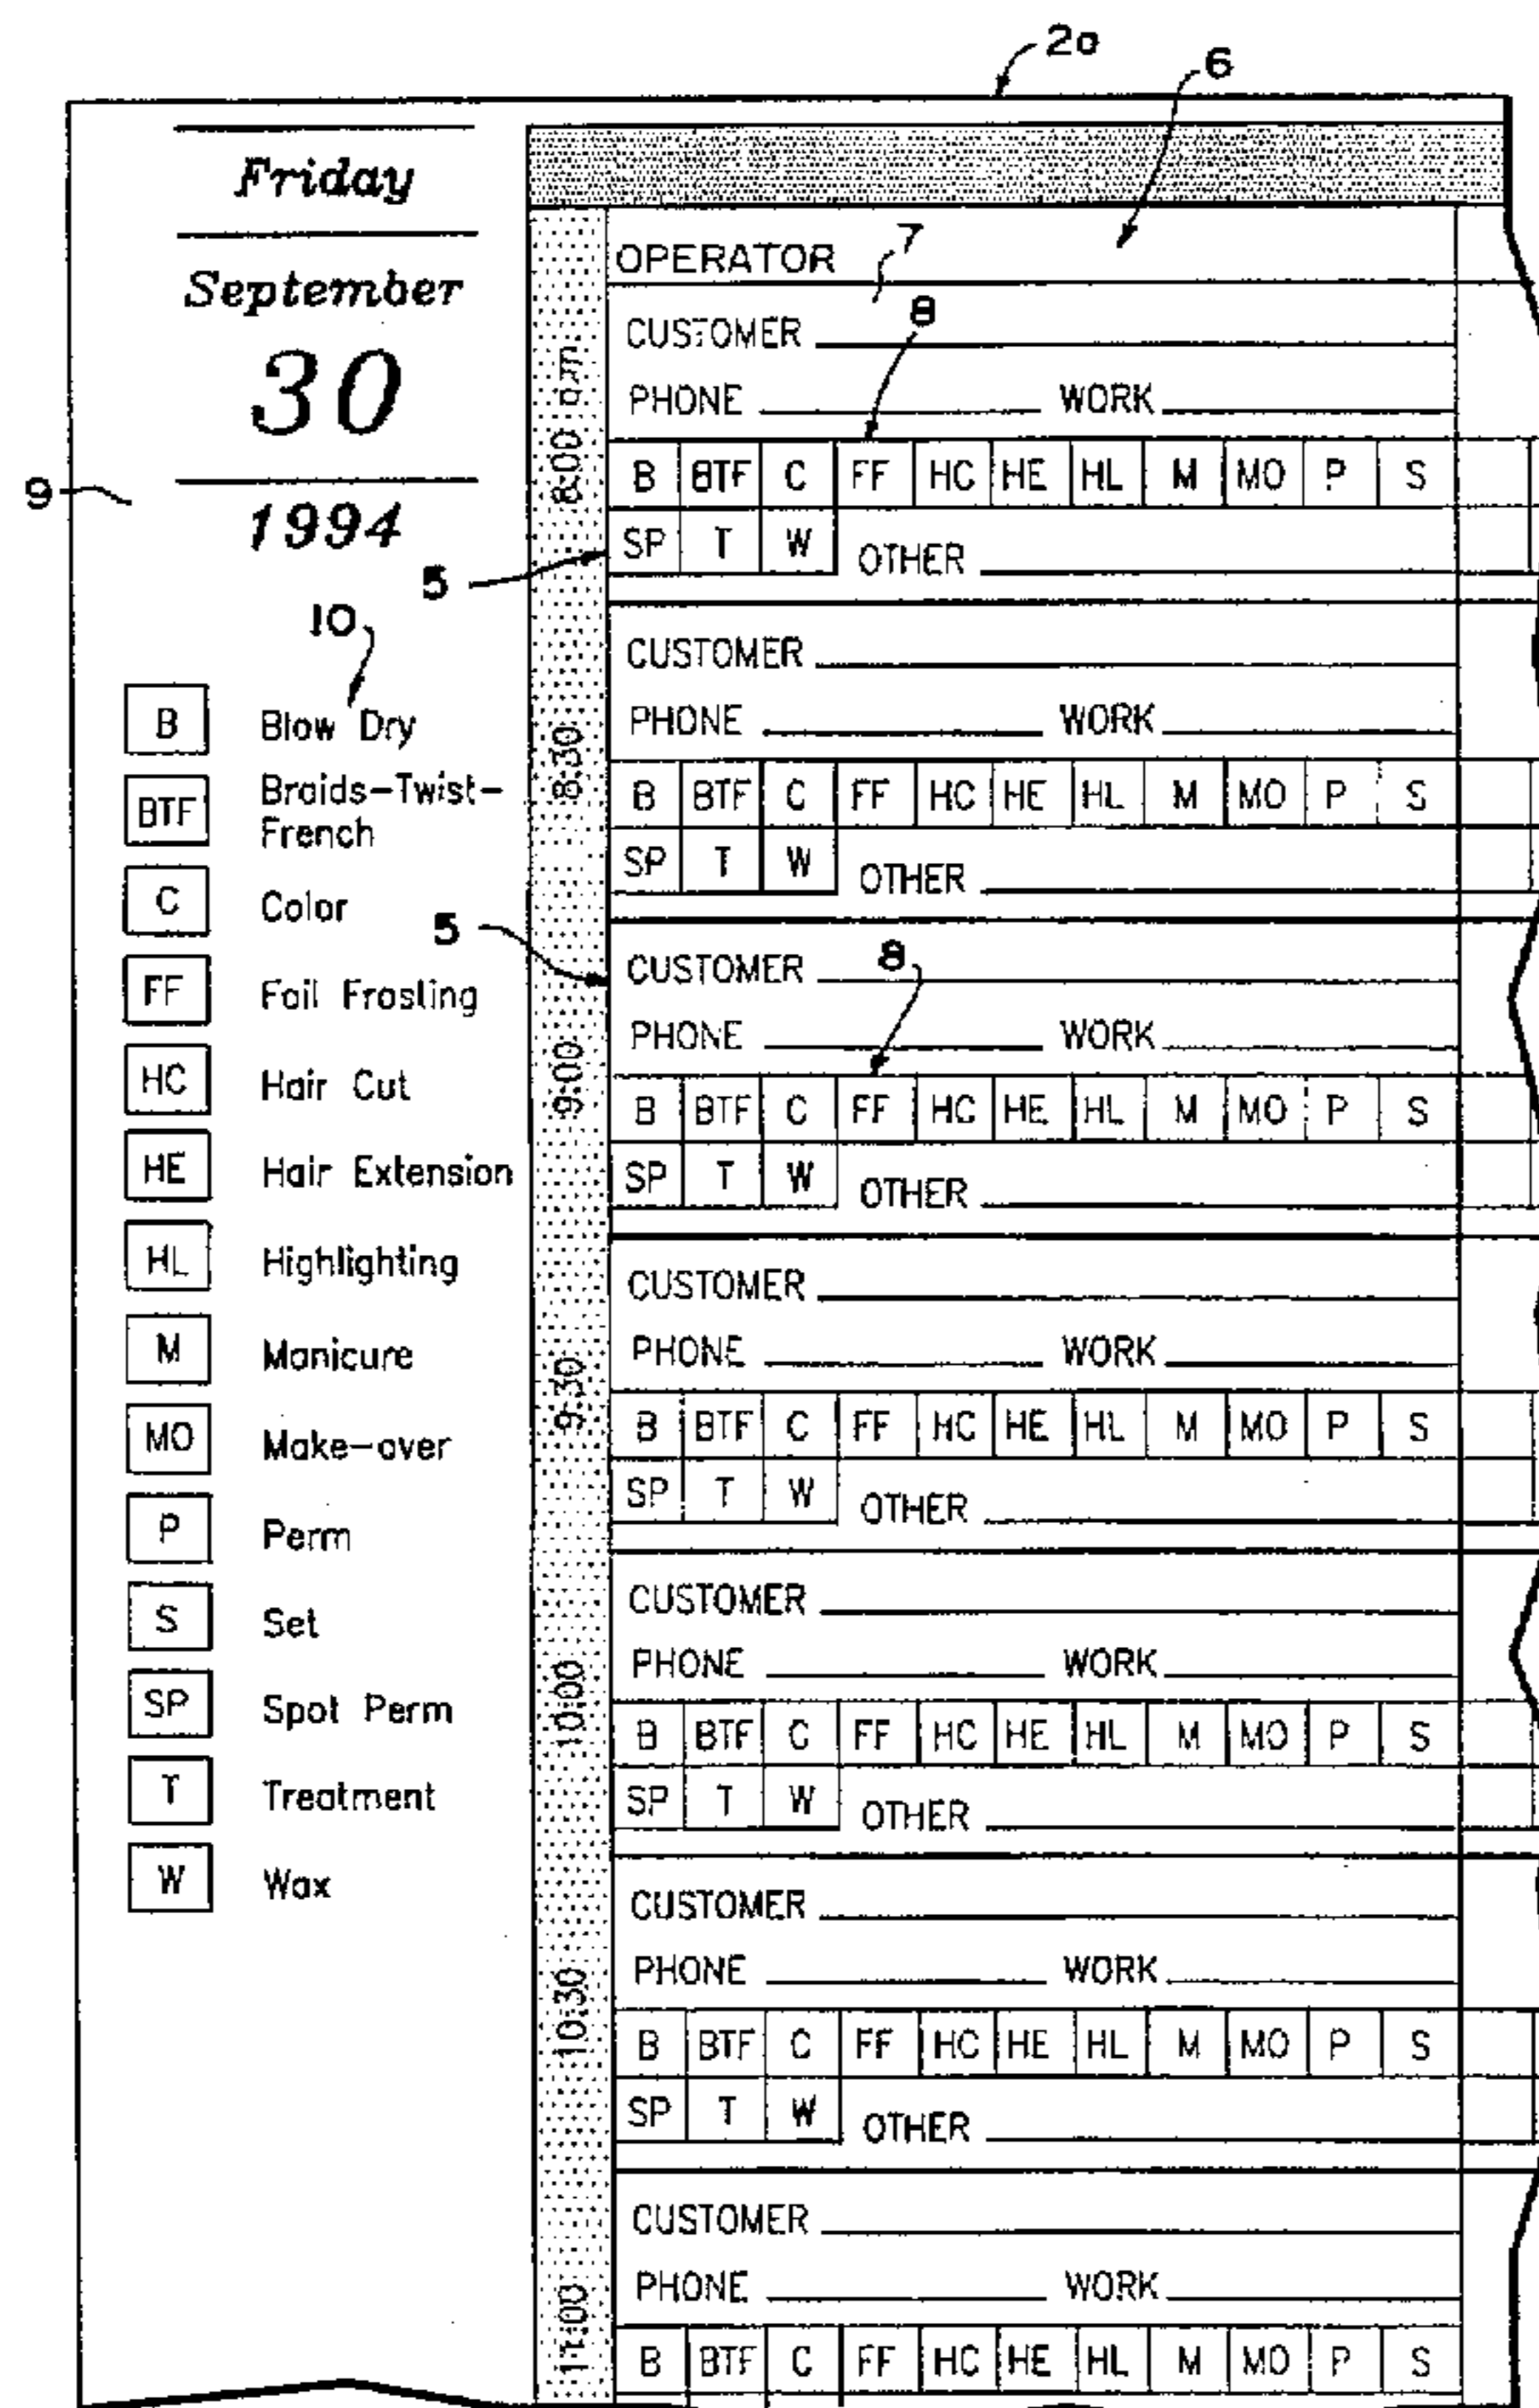 2a
6
Friday
September
30
1994
9
5
10
B Blow Dry
BTF Braids-Twist-
French
C Color
5
FF Foil Frosting
HC Hair Cut
HE Hair Extension
HL Highlighting
M Manicure
MO Make-over
P Perm
S Set
SP Spot Perm
T Treatment
W Wax
OPERATOR
7
8
8:00 a.m.
CUSTOMER
PHONE WORK
B BTF C FF HC HE HL M MO P S
SP T W OTHER
8:30
CUSTOMER
PHONE WORK
B BTF C FF HC HE HL M MO P S
SP T W OTHER
9:00
CUSTOMER
8
PHONE WORK
B BTF C FF HC HE HL M MO P S
SP T W OTHER
9:30
CUSTOMER
PHONE WORK
B BTF C FF HC HE HL M MO P S
SP T W OTHER
10:00
CUSTOMER
PHONE WORK
B BTF C FF HC HE HL M MO P S
SP T W OTHER
10:30
CUSTOMER
PHONE WORK
B BTF C FF HC HE HL M MO P S
SP T W OTHER
11:00
CUSTOMER
PHONE WORK
B BTF C FF HC HE HL M MO P S